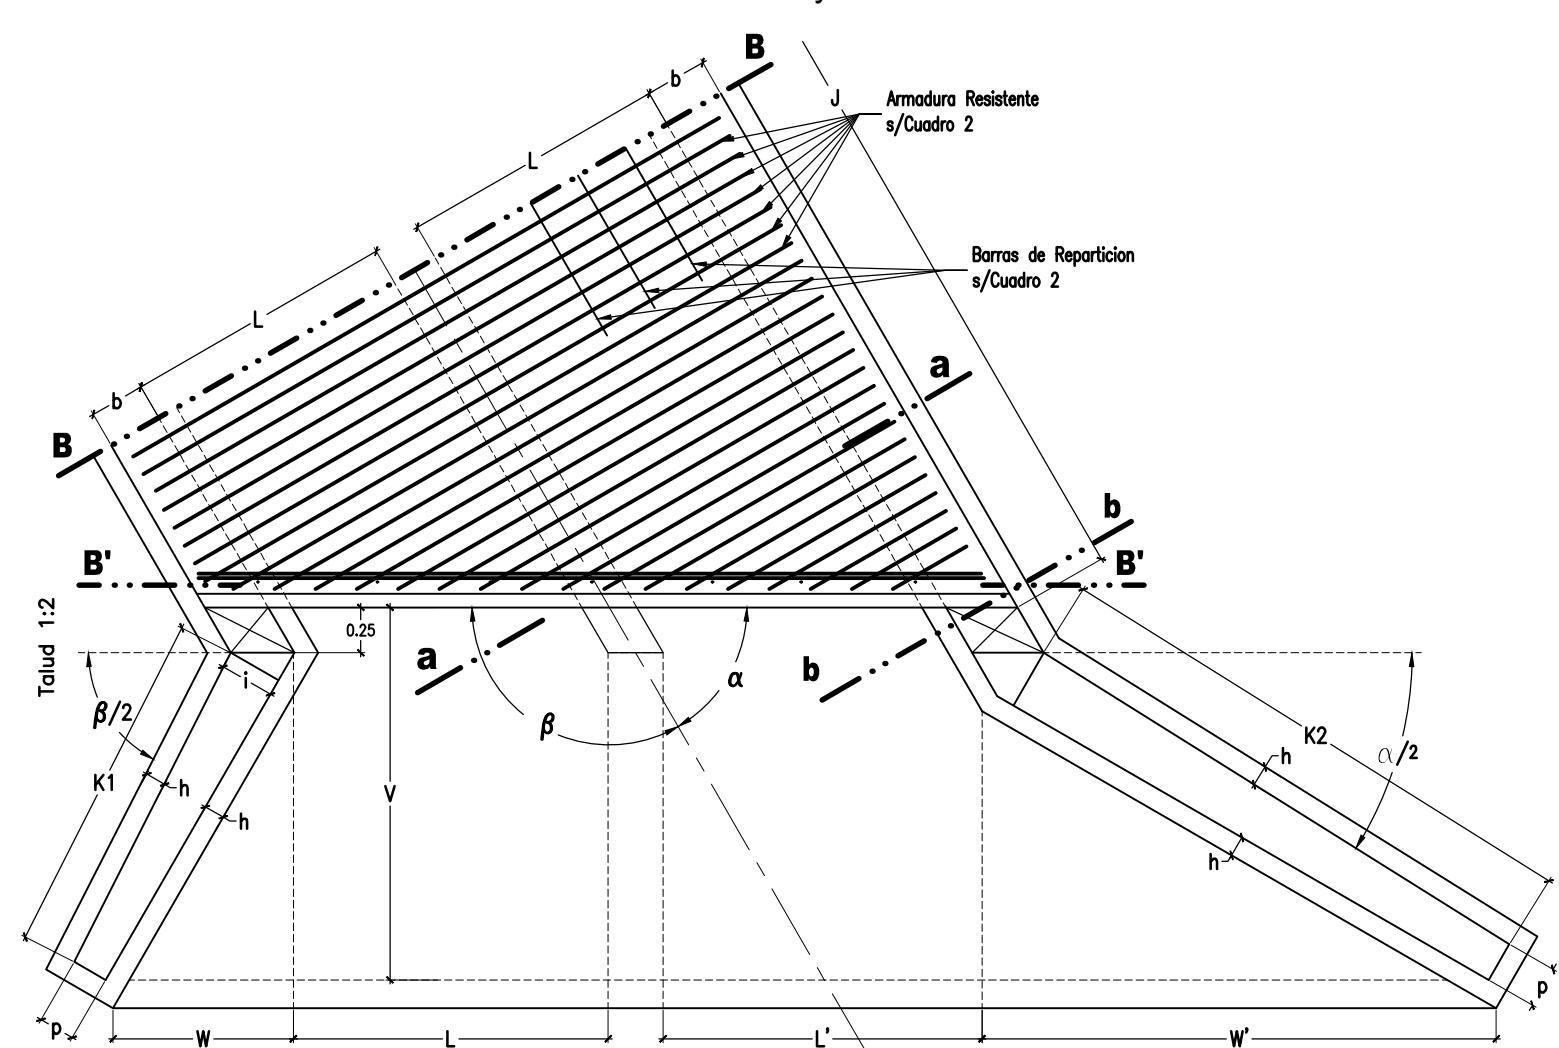 B
b
J
Armadura Resistente
s/Cuadro 2
L
Barras de Reparticion
s/Cuadro 2
L
a
b
B
b
B'
B'
Talud 1:2
0.25
a
b
i
α
β
β/2
K2
α/2
h
K1
h
V
h
h
p
p
W
L
L'
W'